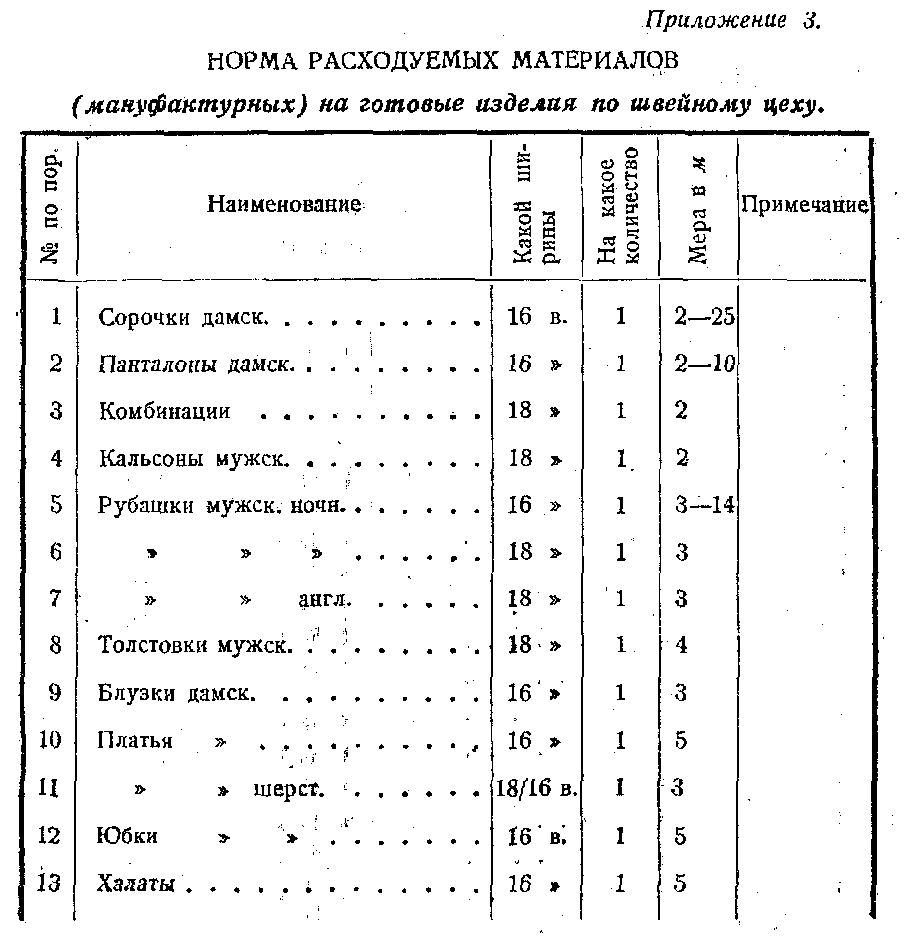 Приложение 3.
НОРМА РАСХОДУЕМЫХ МАТЕРИАЛОВ
(мануфактурных) на готовые изделия по швейному цеху.
№ по пор. Наименование Какой ши-рины На какое количество Мера в м Примечание
1 Сорочки дамск. . . . . . . . . . 16 в. 1 2—25
2 Панталоны дамск. . . . . . . . . 16 » 1 2—10
3 Комбинации . . . . . . . . . . 18 » 1 2
4 Кальсоны мужск. . . . . . . . . 18 » 1 2
5 Рубашки мужск. ночн. . . . . . . 16 » 1 3—14
6 » » » . . . . . . 18 » 1 3
7 » » англ. . . . . . . 18 » 1 3
8 Толстовки мужск. . . . . . . . . 18 » 1 4
9 Блузки дамск. . . . . . . . . . 16 » 1 3
10 Платья » . . . . . . . . . . 16 » 1 5
11 » » шерст. . . . . . . . 18/16 в. 1 3
12 Юбки » » . . . . . . . 16 в. 1 5
13 Халаты . . . . . . . . . . . . . 16 » 1 5